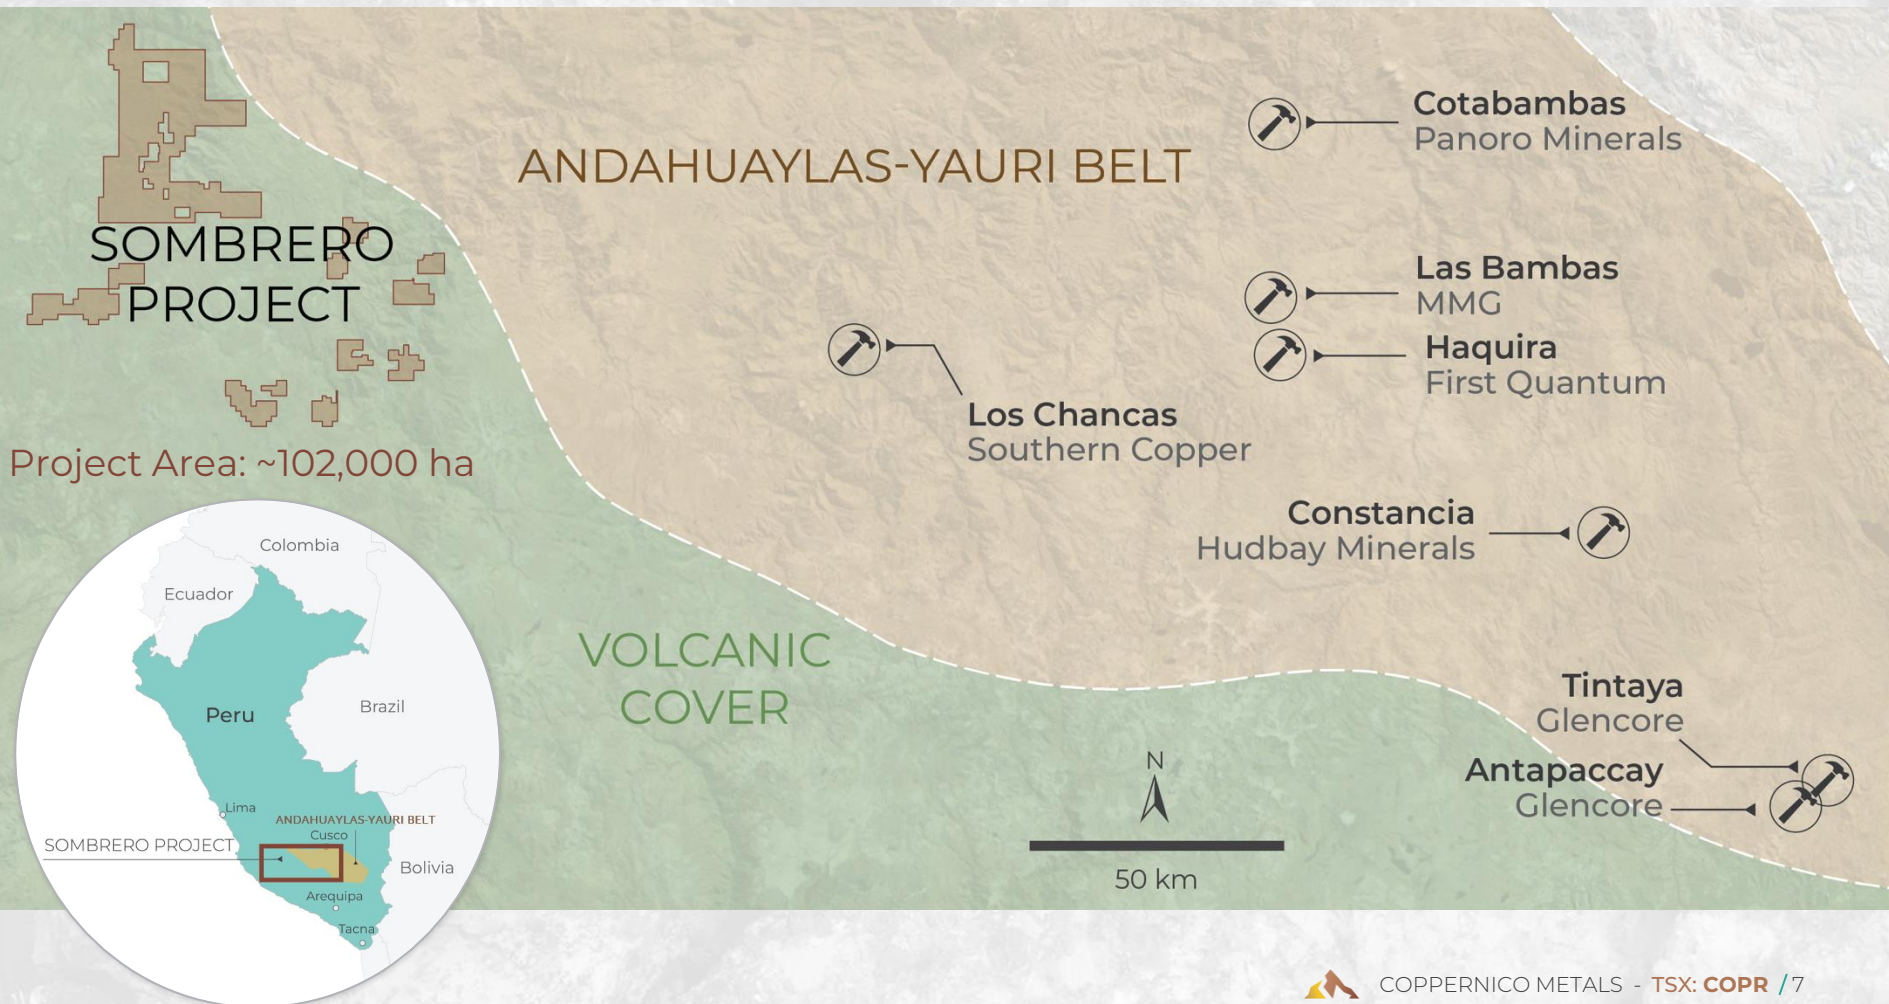 ANDAHUAYLAS-YAURI BELT
Cotabambas
Panoro Minerals
SOMBRERO
PROJECT
Las Bambas
MMG
Haquira
First Quantum
Los Chancas
Southern Copper
Project Area: ~102,000 ha
Constancia
Hudbay Minerals
VOLCANIC
COVER
Tintaya
Glencore
Antapaccay
Glencore
N
50 km
Colombia
Ecuador
Peru
Brazil
Lima
ANDAHUAYLAS-YAURI BELT
Cusco
SOMBRERO PROJECT
Bolivia
Arequipa
Tacna
COPPERNICO METALS - TSX: COPR / 7